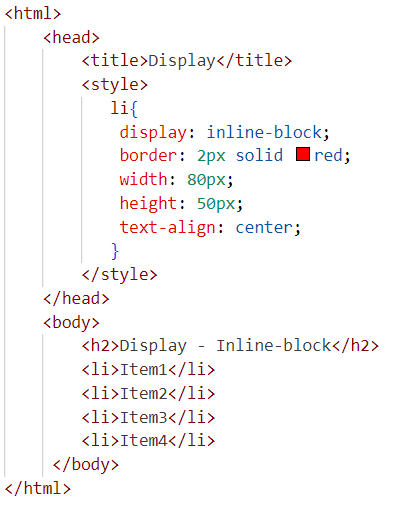 <html>
<head>
<title>Display</title>
<style>
li{
display: inline-block;
border: 2px solid red;
width: 80px;
height: 50px;
text-align: center;
}
</style>
</head>
<body>
<h2>Display - Inline-block</h2>
<li>Item1</li>
<li>Item2</li>
<li>Item3</li>
<li>Item4</li>
</body>
</html>